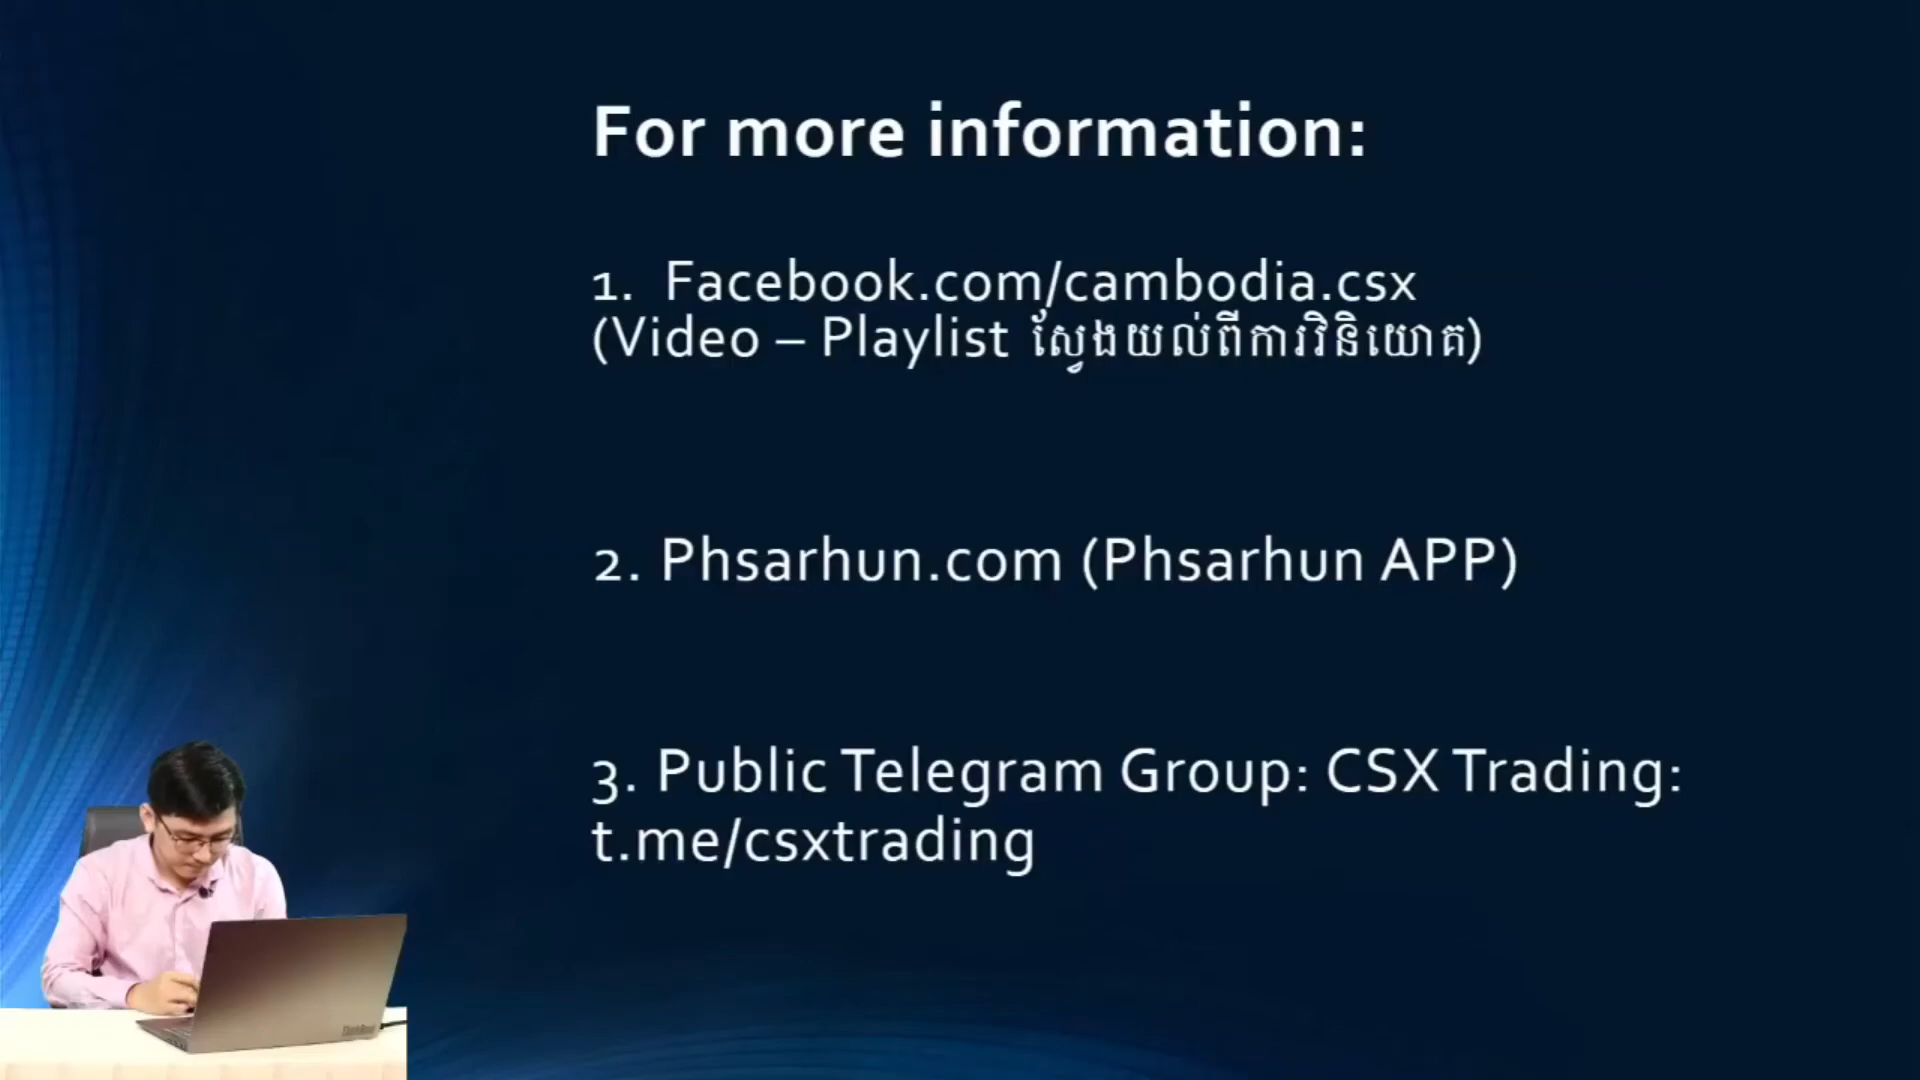 For more information:
1. Facebook.com/cambodia.csx
(Video – Playlist ស្វែងយល់ពីការវិនិយោគ)
2. Phsarhun.com (Phsarhun APP)
3. Public Telegram Group: CSX Trading:
t.me/csxtrading
ThinkBook